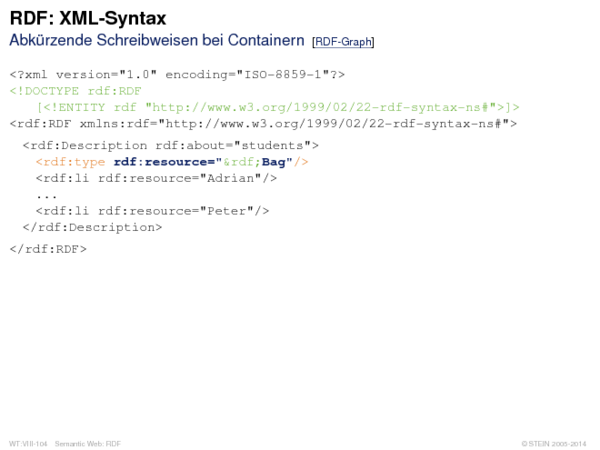 RDF: XML-Syntax
Abkürzende Schreibweisen bei Containern [RDF-Graph]
<?xml version="1.0" encoding="ISO-8859-1"?>
<!DOCTYPE rdf:RDF
[<!ENTITY rdf "http://www.w3.org/1999/02/22-rdf-syntax-ns#">]>
<rdf:RDF xmlns:rdf="http://www.w3.org/1999/02/22-rdf-syntax-ns#">
<rdf:Description rdf:about="students">
<rdf:type rdf:resource="&rdf;Bag"/>
<rdf:li rdf:resource="Adrian"/>
...
<rdf:li rdf:resource="Peter"/>
</rdf:Description>
</rdf:RDF>
WT:VIII-104 Semantic Web: RDF © STEIN 2005-2014